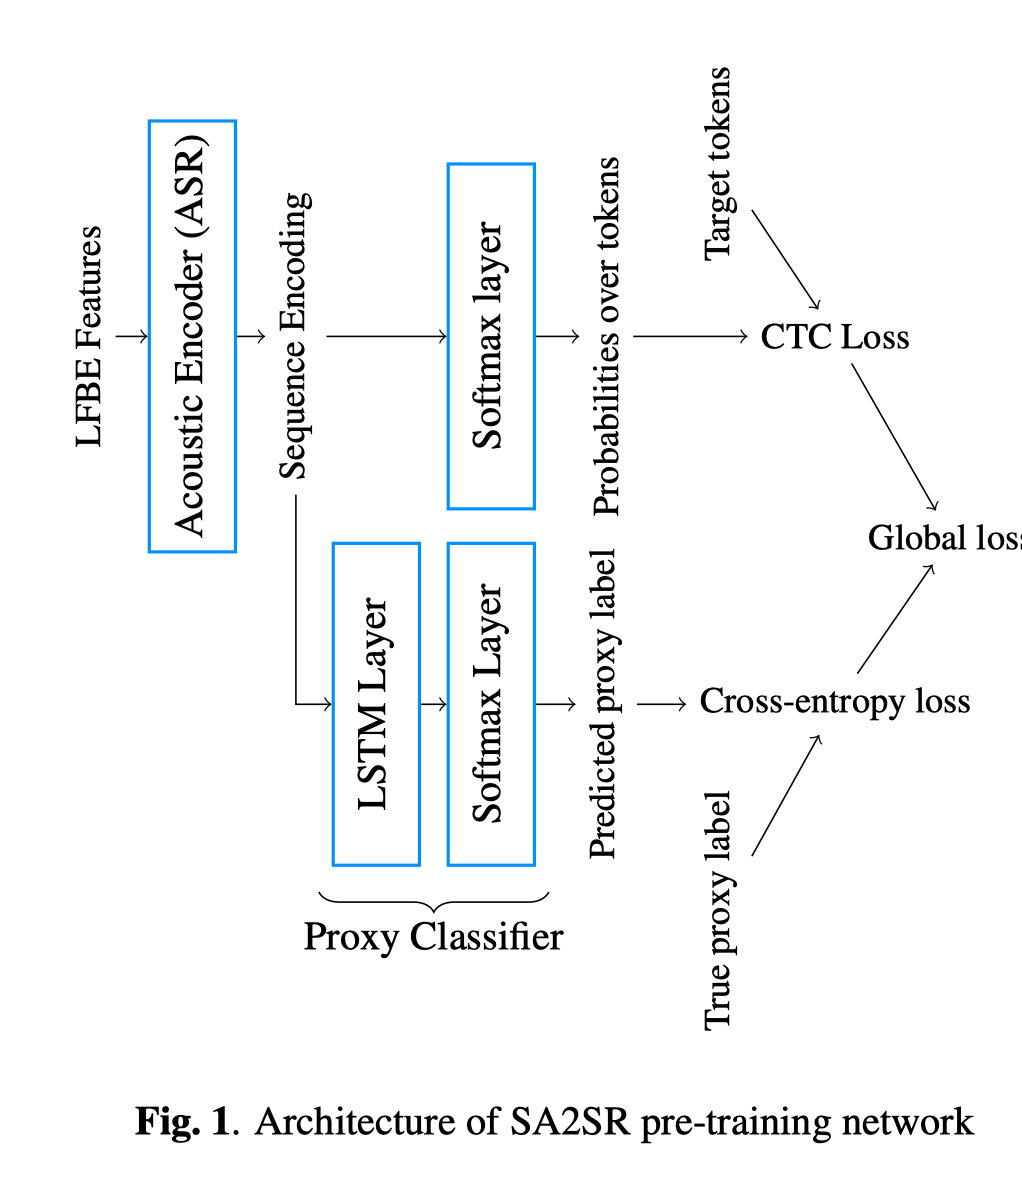 LFBE Features
Acoustic Encoder (ASR)
Sequence Encoding
Softmax layer
Probabilities over tokens
Target tokens
CTC Loss
Global los
LSTM Layer
Softmax Layer
Predicted proxy label
Cross-entropy loss
True proxy label
Proxy Classifier
Fig. 1. Architecture of SA2SR pre-training network